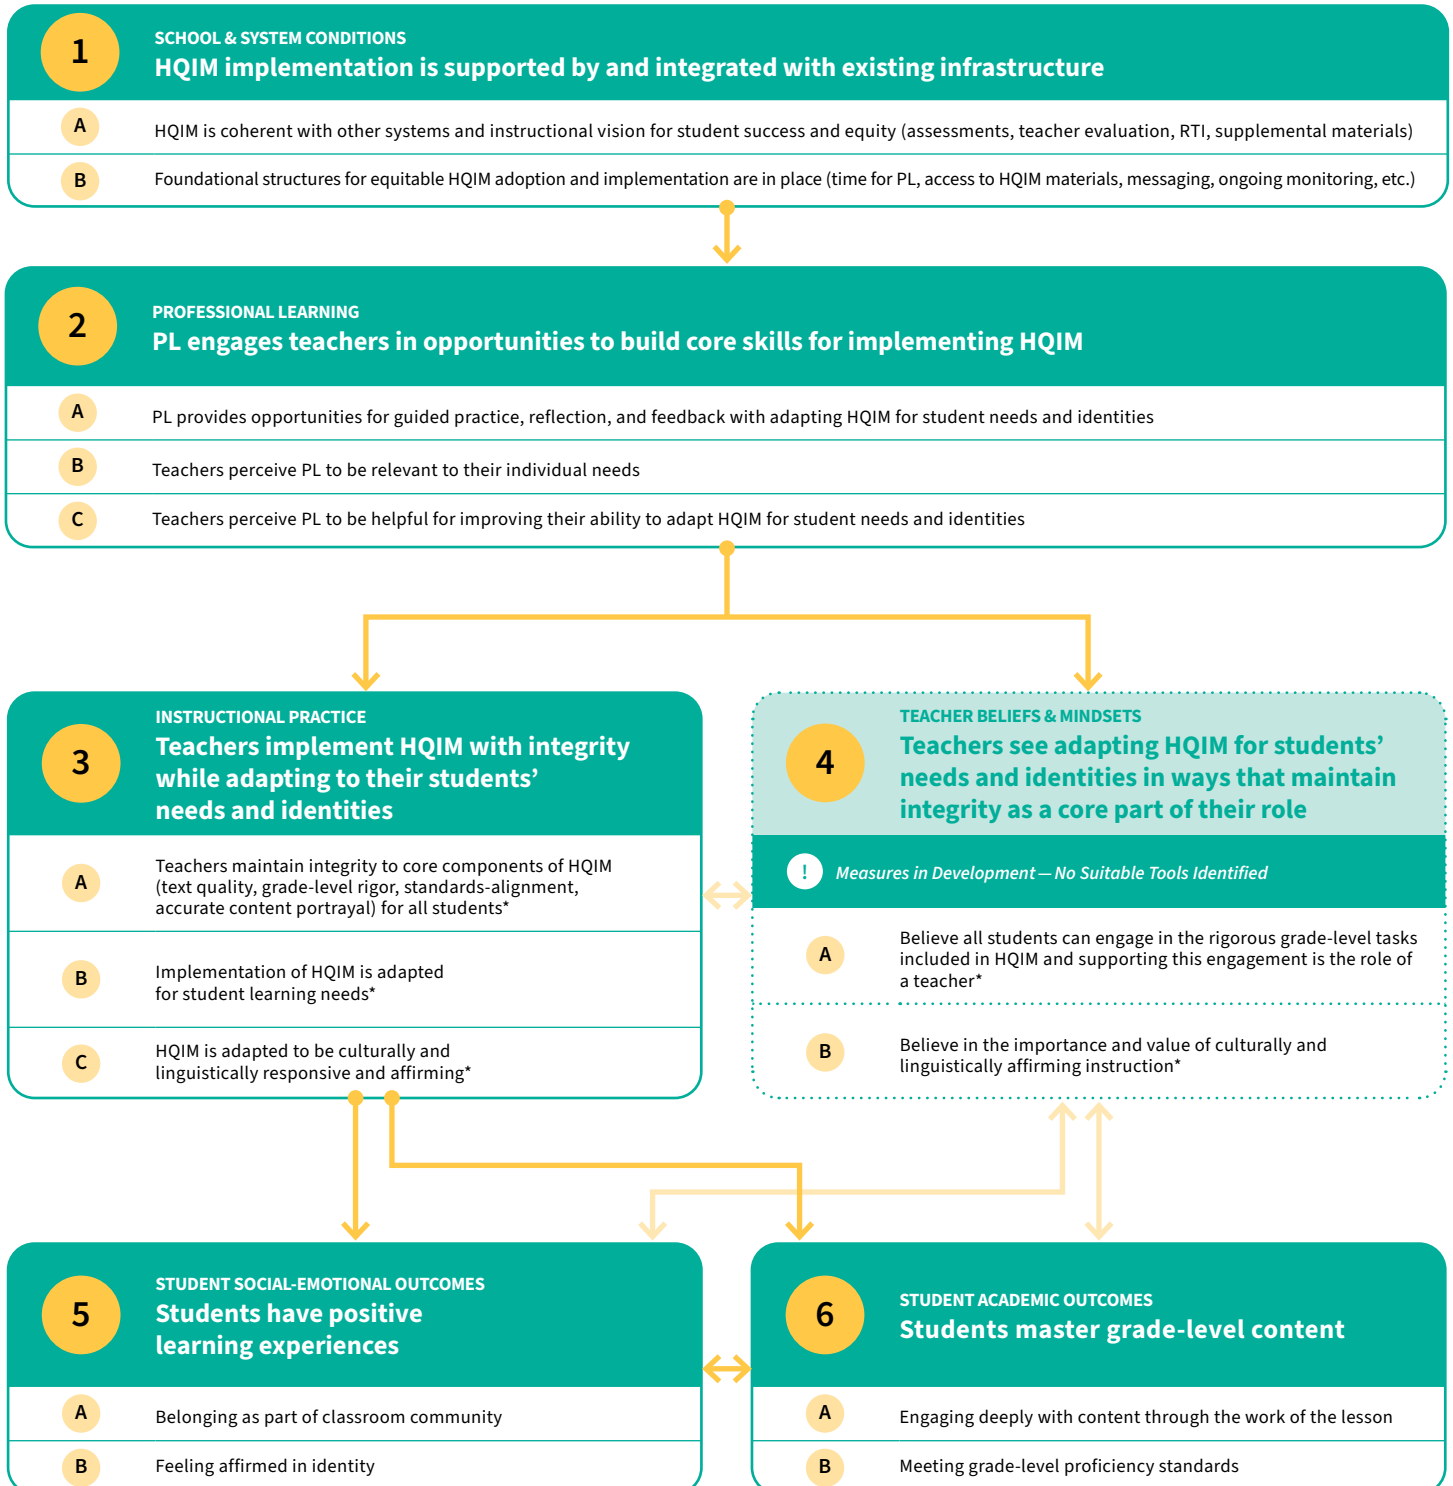 1
SCHOOL & SYSTEM CONDITIONS
HQIM implementation is supported by and integrated with existing infrastructure
A
HQIM is coherent with other systems and instructional vision for student success and equity (assessments, teacher evaluation, RTI, supplemental materials)
B
Foundational structures for equitable HQIM adoption and implementation are in place (time for PL, access to HQIM materials, messaging, ongoing monitoring, etc.)
2
PROFESSIONAL LEARNING
PL engages teachers in opportunities to build core skills for implementing HQIM
A
PL provides opportunities for guided practice, reflection, and feedback with adapting HQIM for student needs and identities
B
Teachers perceive PL to be relevant to their individual needs
C
Teachers perceive PL to be helpful for improving their ability to adapt HQIM for student needs and identities
3
INSTRUCTIONAL PRACTICE
Teachers implement HQIM with integrity
while adapting to their students’
needs and identities
A
Teachers maintain integrity to core components of HQIM
(text quality, grade-level rigor, standards-alignment,
accurate content portrayal) for all students*
B
Implementation of HQIM is adapted
for student learning needs*
C
HQIM is adapted to be culturally and
linguistically responsive and affirming*
4
TEACHER BELIEFS & MINDSETS
Teachers see adapting HQIM for students’
needs and identities in ways that maintain
integrity as a core part of their role
!
Measures in Development — No Suitable Tools Identified
A
Believe all students can engage in the rigorous grade-level tasks
included in HQIM and supporting this engagement is the role of
a teacher*
B
Believe in the importance and value of culturally and
linguistically affirming instruction*
5
STUDENT SOCIAL-EMOTIONAL OUTCOMES
Students have positive
learning experiences
A
Belonging as part of classroom community
B
Feeling affirmed in identity
6
STUDENT ACADEMIC OUTCOMES
Students master grade-level content
A
Engaging deeply with content through the work of the lesson
B
Meeting grade-level proficiency standards